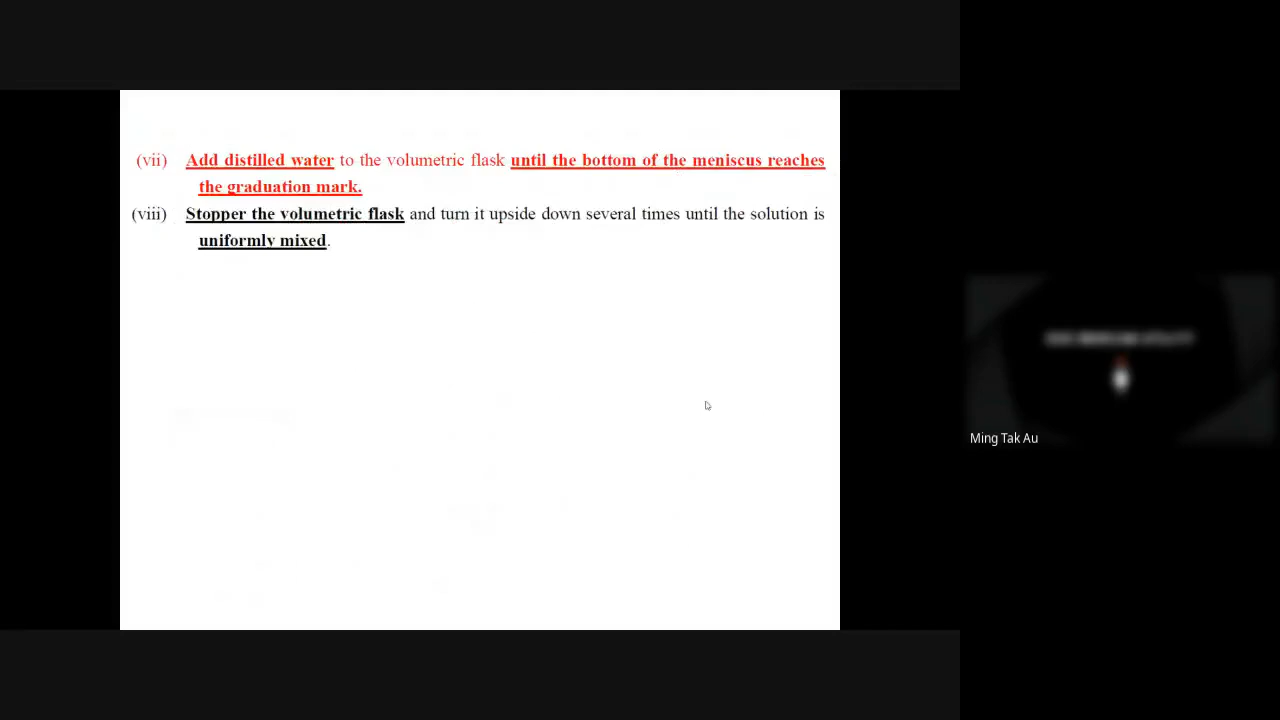 (vii) Add distilled water to the volumetric flask until the bottom of the meniscus reaches
the graduation mark.
(viii) Stopper the volumetric flask and turn it upside down several times until the solution is
uniformly mixed.
Ming Tak Au